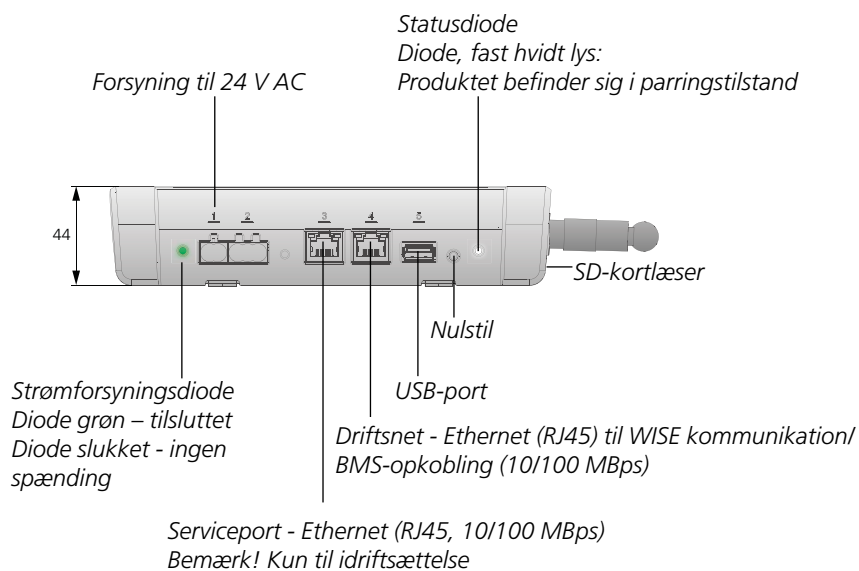 Statusdiode
Diode, fast hvidt lys:
Forsyning til 24 V AC
Produktet befinder sig i parringstilstand
1 2 3 4 5
44
SD-kortlæser
Nulstil
Strømforsyningsdiode
USB-port
Diode grøn – tilsluttet
Diode slukket - ingen
spænding
Driftsnet - Ethernet (RJ45) til WISE kommunikation/
BMS-opkobling (10/100 MBps)
Serviceport - Ethernet (RJ45, 10/100 MBps)
Bemærk! Kun til idriftsættelse